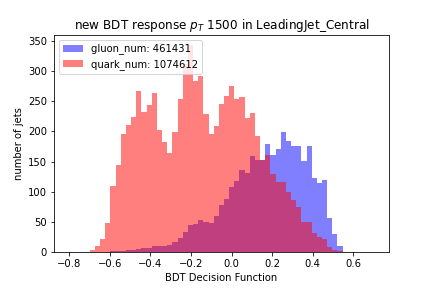 new BDT response p_T 1500 in LeadingJet_Central
gluon_num: 461431
quark_num: 1074612
number of jets
350
300
250
200
150
100
50
0
−0.8 −0.6 −0.4 −0.2 0.0 0.2 0.4 0.6
BDT Decision Function